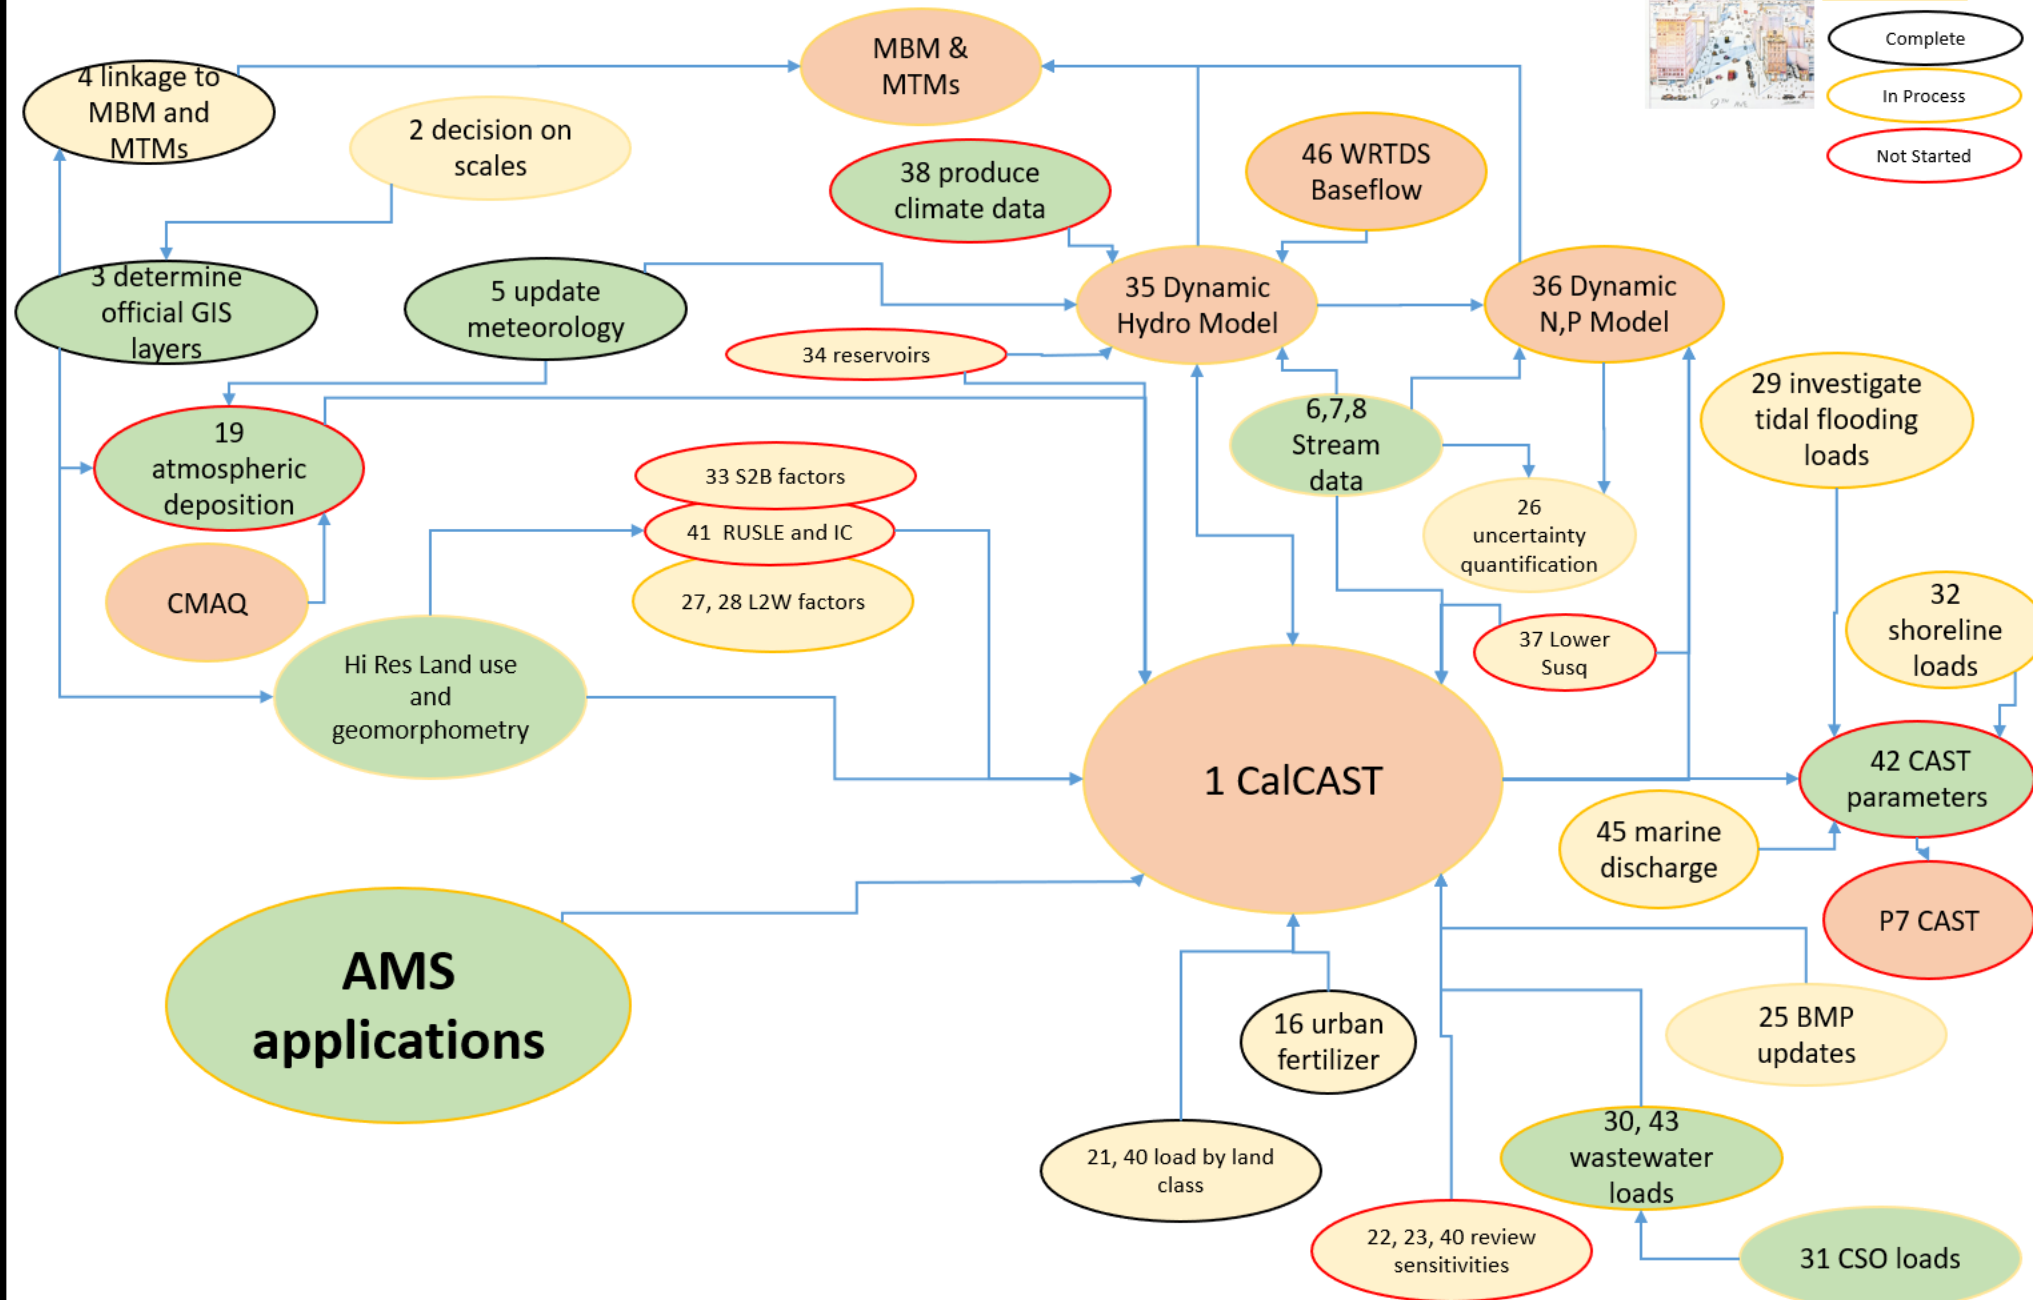 MBM &
MTMs
Complete
In Process
Not Started
9TH AVE
4 linkage to
MBM and
MTMs
2 decision on
scales
38 produce
climate data
46 WRTDS
Baseflow
3 determine
official GIS
layers
5 update
meteorology
35 Dynamic
Hydro Model
36 Dynamic
N,P Model
34 reservoirs
29 investigate
tidal flooding
loads
6,7,8
Stream
data
19
atmospheric
deposition
33 S2B factors
41 RUSLE and IC
27, 28 L2W factors
26
uncertainty
quantification
CMAQ
32
shoreline
loads
37 Lower
Susq
Hi Res Land use
and
geomorphometry
1 CalCAST
42 CAST
parameters
45 marine
discharge
P7 CAST
AMS
applications
16 urban
fertilizer
25 BMP
updates
21, 40 load by land
class
30, 43
wastewater
loads
22, 23, 40 review
sensitivities
31 CSO loads